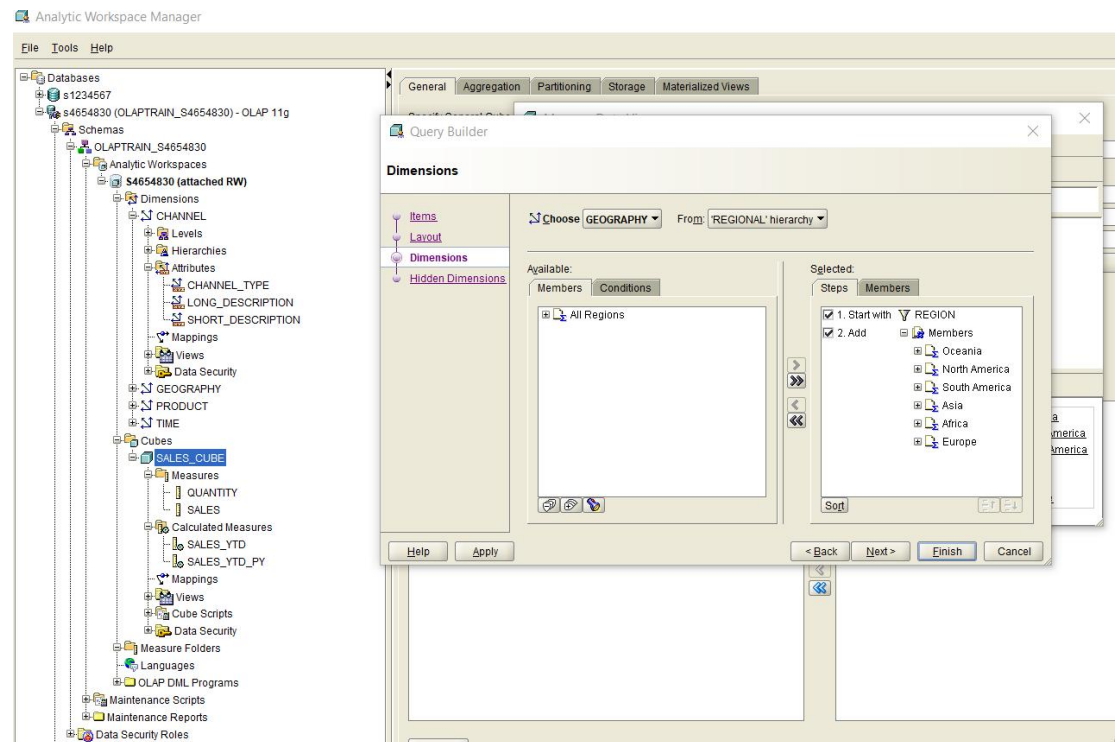 Analytic Workspace Manager
File Tools Help
Databases
s1234567
s4654830 (OLAPTRAIN_S4654830) - OLAP 11g
Schemas
OLAPTRAIN_S4654830
Analytic Workspaces
S4654830 (attached RW)
Dimensions
CHANNEL
Levels
Hierarchies
Attributes
CHANNEL_TYPE
LONG_DESCRIPTION
SHORT_DESCRIPTION
Mappings
Views
Data Security
GEOGRAPHY
PRODUCT
TIME
Cubes
SALES_CUBE
Measures
QUANTITY
SALES
Calculated Measures
SALES_YTD
SALES_YTD_PY
Mappings
Views
Cube Scripts
Data Security
Measure Folders
Languages
OLAP DML Programs
Maintenance Scripts
Maintenance Reports
Data Security Roles
General Aggregation Partitioning Storage Materialized Views
Query Builder
Dimensions
Items
Layout
Dimensions
Hidden Dimensions
Choose GEOGRAPHY From: 'REGIONAL' hierarchy
Available:
Members Conditions
All Regions
Selected:
Steps Members
1. Start with REGION
2. Add Members
Oceania
North America
South America
Asia
Africa
Europe
Sort
Help Apply < Back Next > Finish Cancel
a
merica
America